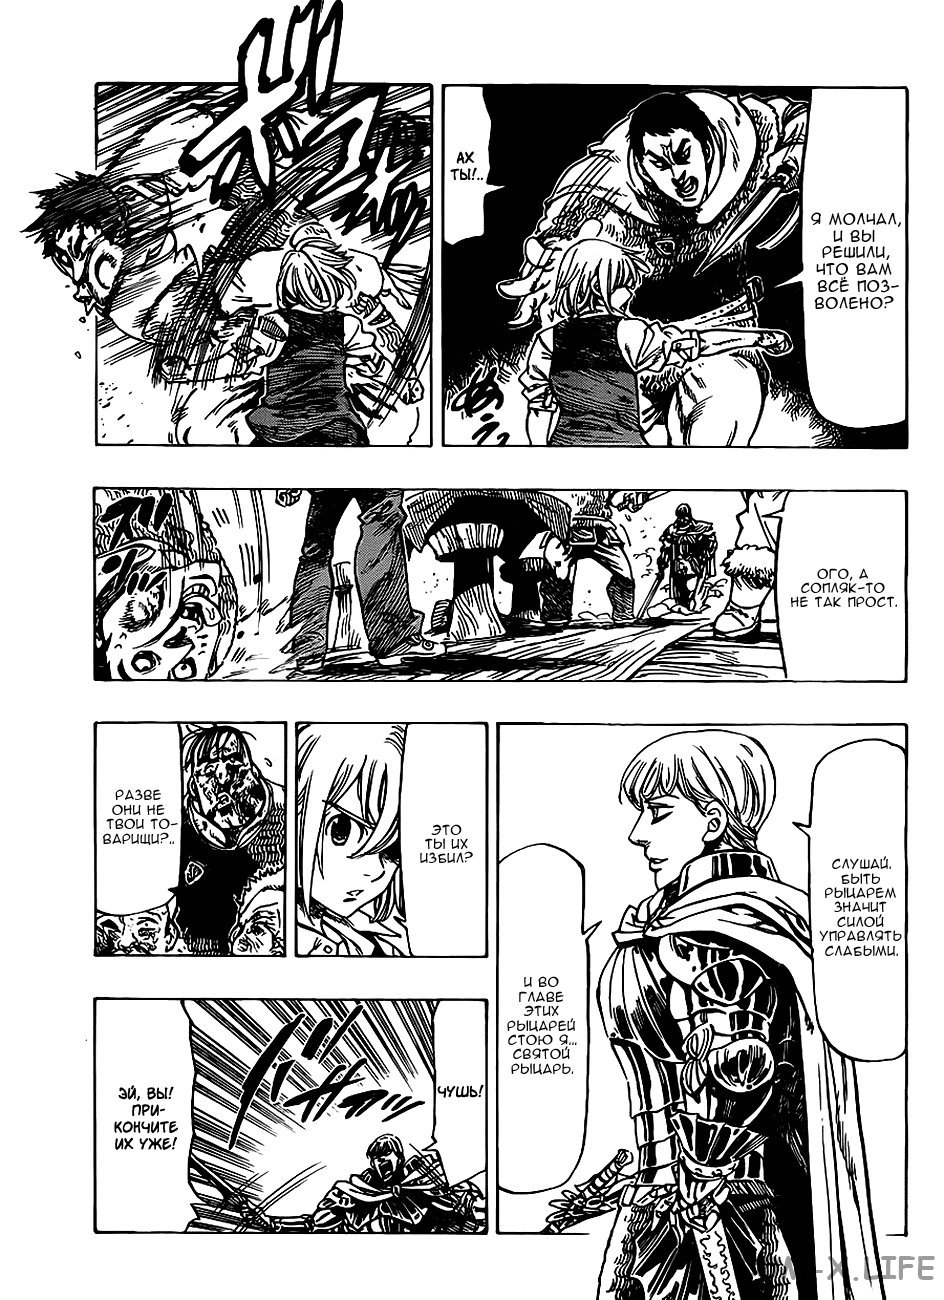 Я МОЛЧАЛ,
И ВЫ
РЕШИЛИ,
ЧТО ВАМ
ВСЁ ПОЗ-
ВОЛЕНО?
АХ
ТЫ!..
ОГО, А
СОПЛЯК-ТО
НЕ ТАК ПРОСТ.
СЛУШАЙ.
БЫТЬ
РЫЦАРЕМ
ЗНАЧИТ
СИЛОЙ
УПРАВЛЯТЬ
СЛАБЫМИ.
И ВО
ГЛАВЕ
ЭТИХ
РЫЦАРЕЙ
СТОЮ Я...
СВЯТОЙ
РЫЦАРЬ.
ЭТО
ТЫ ИХ
ИЗБИЛ?
РАЗВЕ
ОНИ НЕ
ТВОИ ТО-
ВАРИЩИ?..
ЧУШЬ!
ЭЙ, ВЫ!
ПРИ-
КОНЧИТЕ
ИХ УЖЕ!